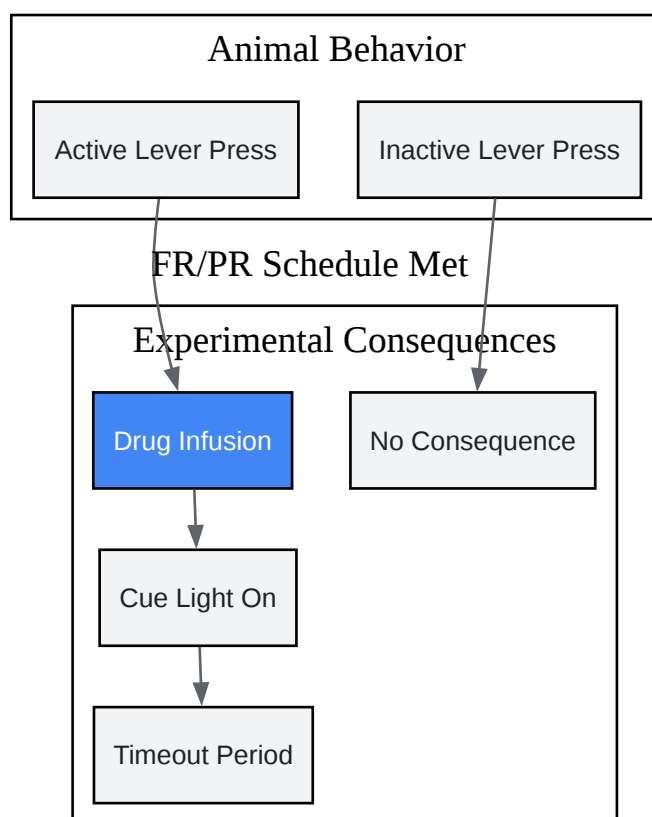 Animal Behavior
Active Lever Press
Inactive Lever Press
FR/PR Schedule Met
Experimental Consequences
Drug Infusion
No Consequence
Cue Light On
Timeout Period